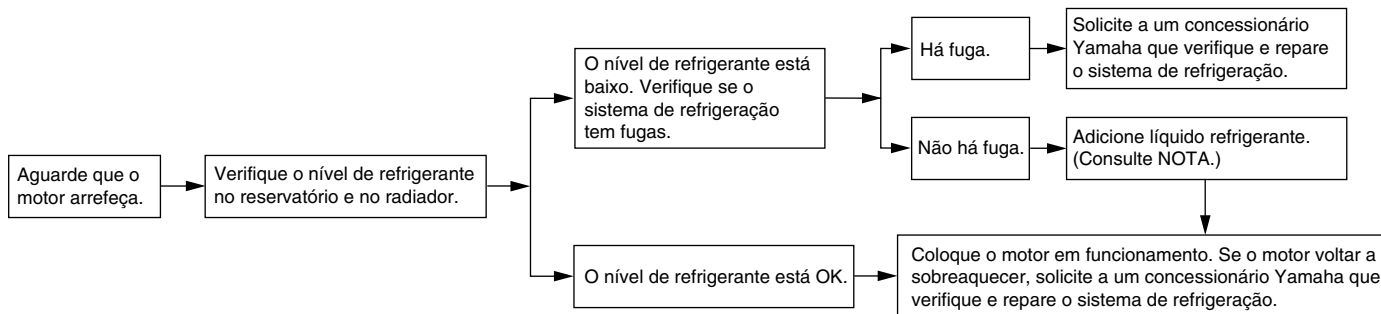 Aguarde que o
motor arrefeça.
Verifique o nível de refrigerante
no reservatório e no radiador.
O nível de refrigerante está
baixo. Verifique se o
sistema de refrigeração
tem fugas.
Há fuga.
Solicite a um concessionário
Yamaha que verifique e repare
o sistema de refrigeração.
Não há fuga.
Adicione líquido refrigerante.
(Consulte NOTA.)
O nível de refrigerante está OK.
Coloque o motor em funcionamento. Se o motor voltar a
sobreaquecer, solicite a um concessionário Yamaha que
verifique e repare o sistema de refrigeração.